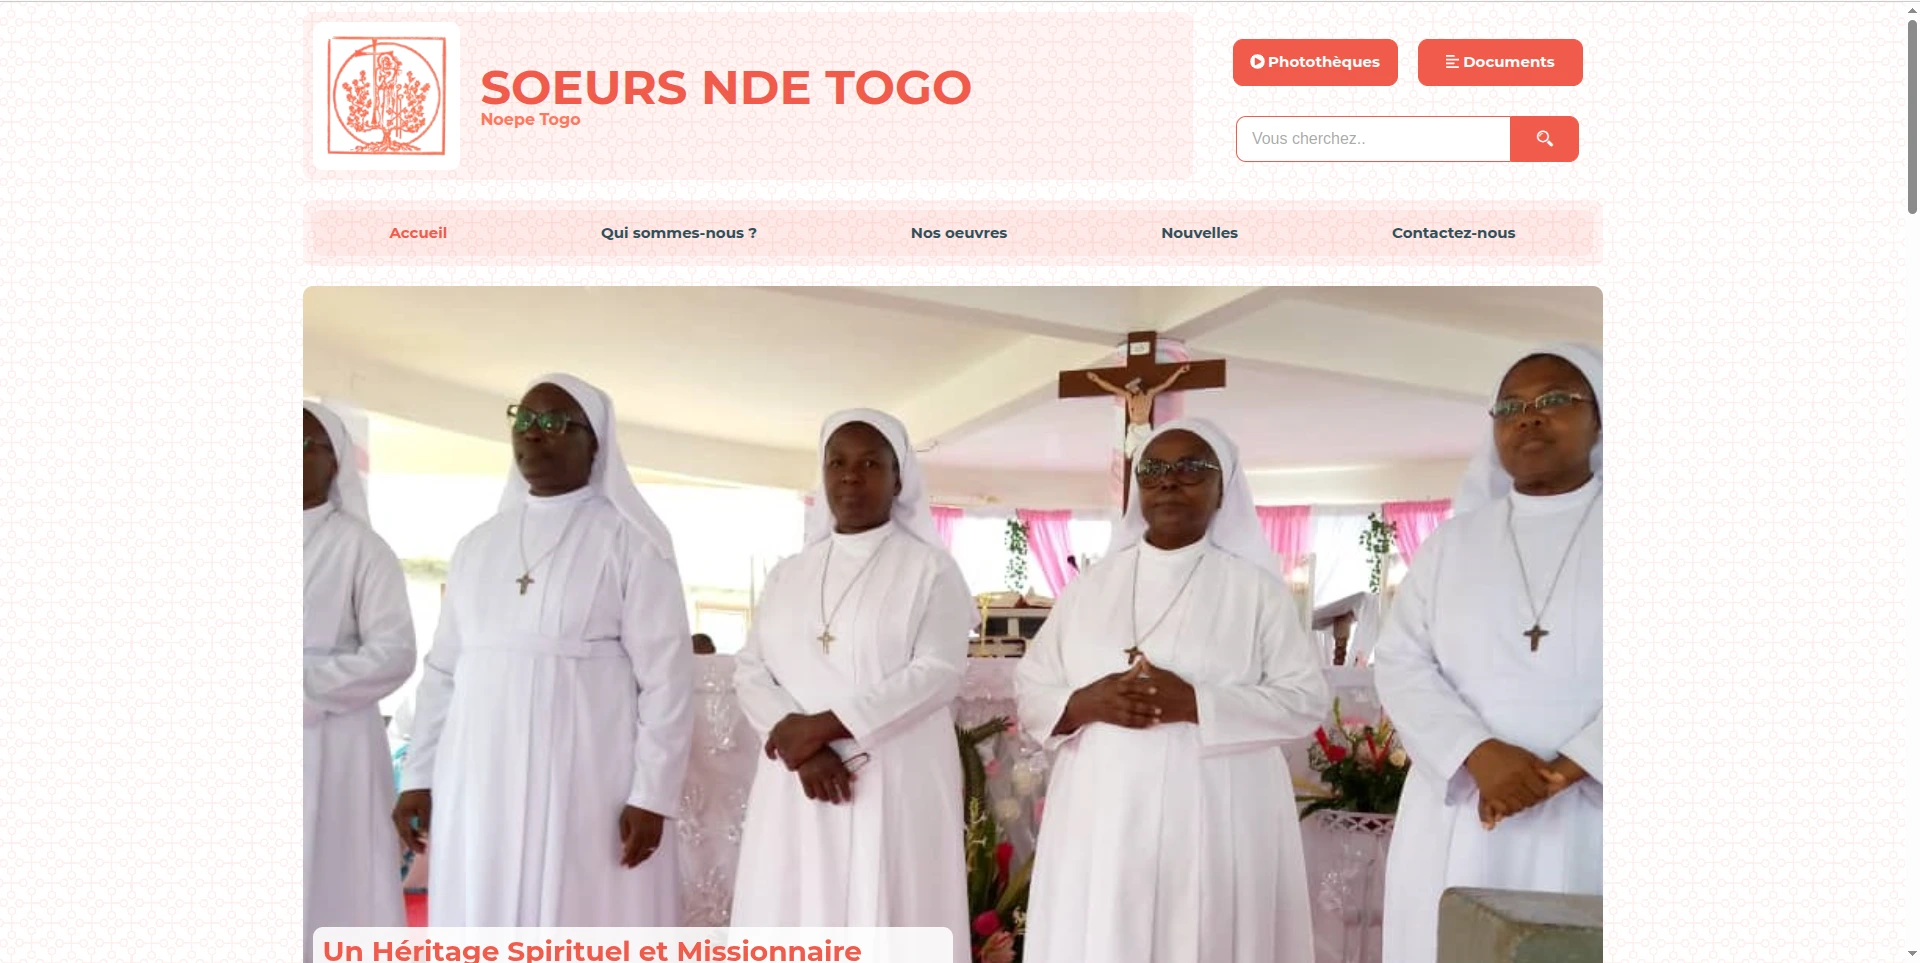 SOEURS NDE TOGO
Noepe Togo
Photothèques
Documents
Vous cherchez..
Accueil
Qui sommes-nous ?
Nos oeuvres
Nouvelles
Contactez-nous
Un Héritage Spirituel et Missionnaire